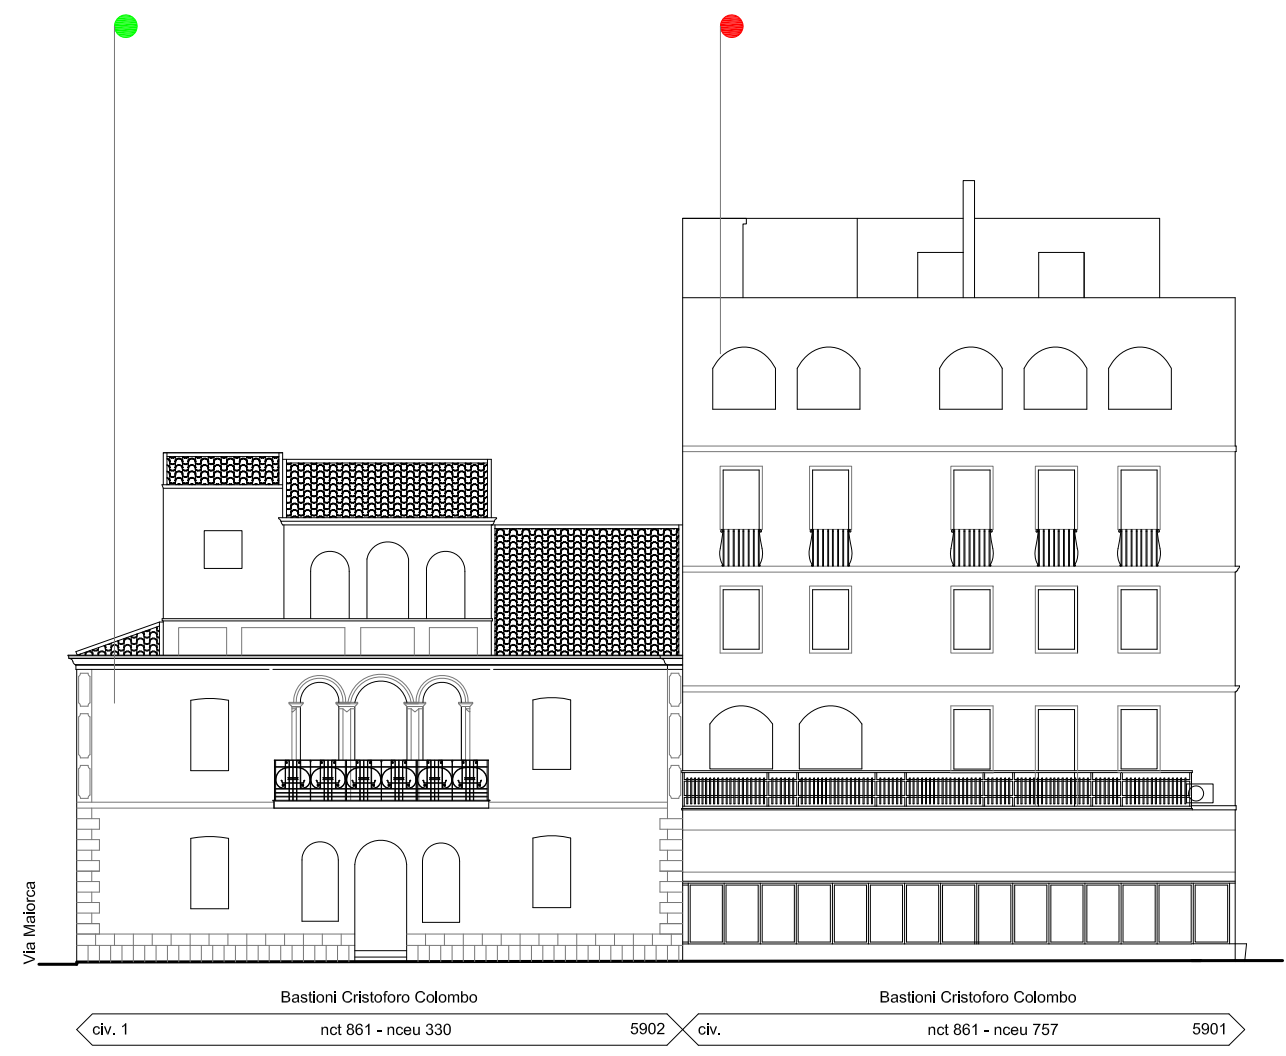 Via Maiorca
Bastioni Cristoforo Colombo
civ. 1 nct 861 - nceu 330 5902
Bastioni Cristoforo Colombo
civ. nct 861 - nceu 757 5901